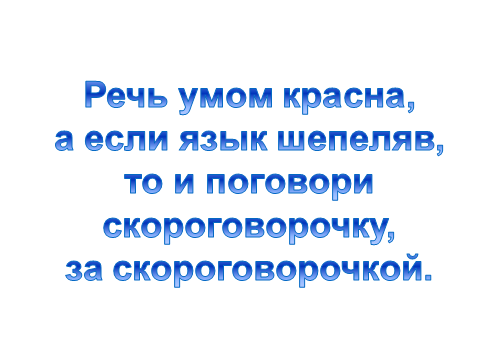 Речь умом красна,
а если язык шепеляв,
то и поговори
скороговорочку,
за скороговорочкой.